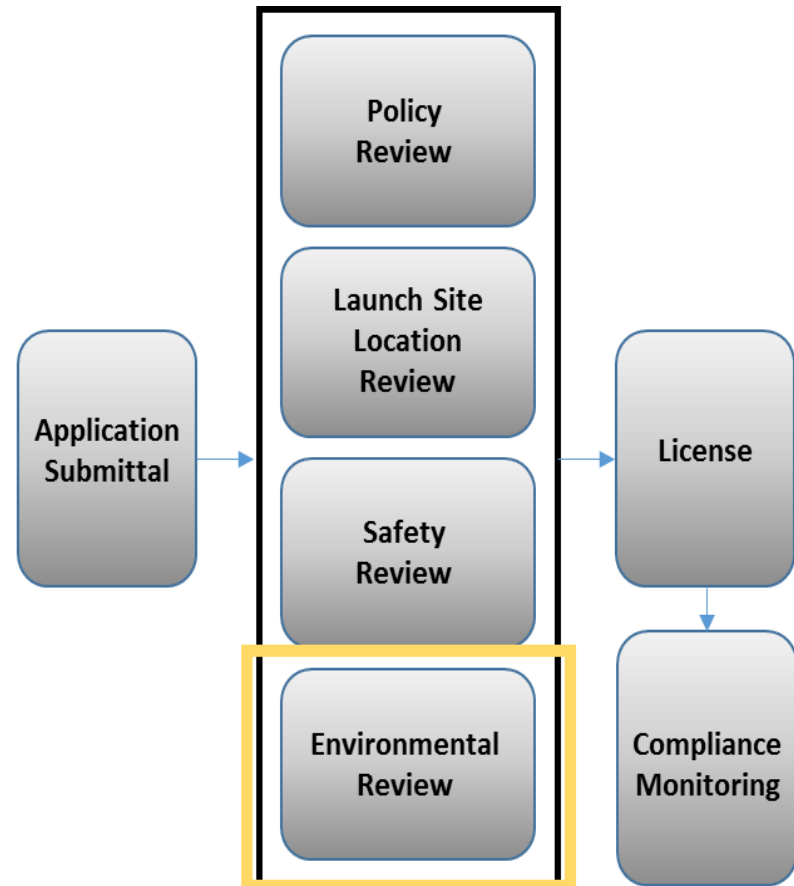 Policy
Review
Launch Site
Location
Review
Application
Submittal
License
Safety
Review
Environmental
Review
Compliance
Monitoring